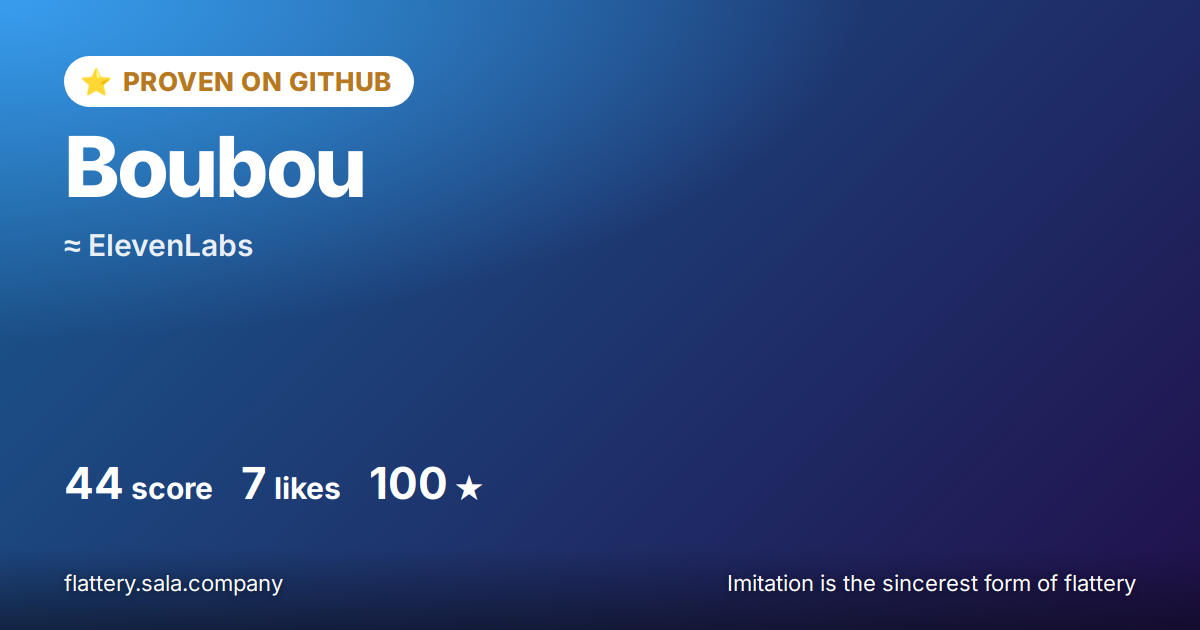 ⭐ PROVEN ON GITHUB
Boubou
≈ ElevenLabs
44 score 7 likes 100 ★
flattery.sala.company
Imitation is the sincerest form of flattery